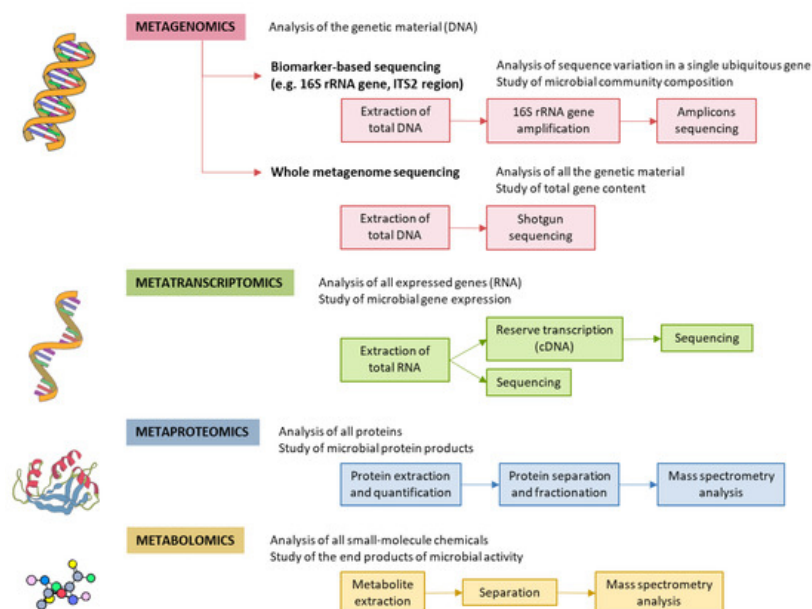 METAGENOMICS
Analysis of the genetic material (DNA)
Biomarker-based sequencing
(e.g. 16S rRNA gene, ITS2 region)
Analysis of sequence variation in a single ubiquitous gene
Study of microbial community composition
Extraction of
total DNA
16S rRNA gene
amplification
Amplicons
sequencing
Whole metagenome sequencing
Analysis of all the genetic material
Study of total gene content
Extraction of
total DNA
Shotgun
sequencing
METATRANSCRIPTOMICS
Analysis of all expressed genes (RNA)
Study of microbial gene expression
Extraction of
total RNA
Reserve transcription
(cDNA)
Sequencing
Sequencing
METAPROTEOMICS
Analysis of all proteins
Study of microbial protein products
Protein extraction
and quantification
Protein separation
and fractionation
Mass spectrometry
analysis
METABOLOMICS
Analysis of all small-molecule chemicals
Study of the end products of microbial activity
Metabolite
extraction
Separation
Mass spectrometry
analysis